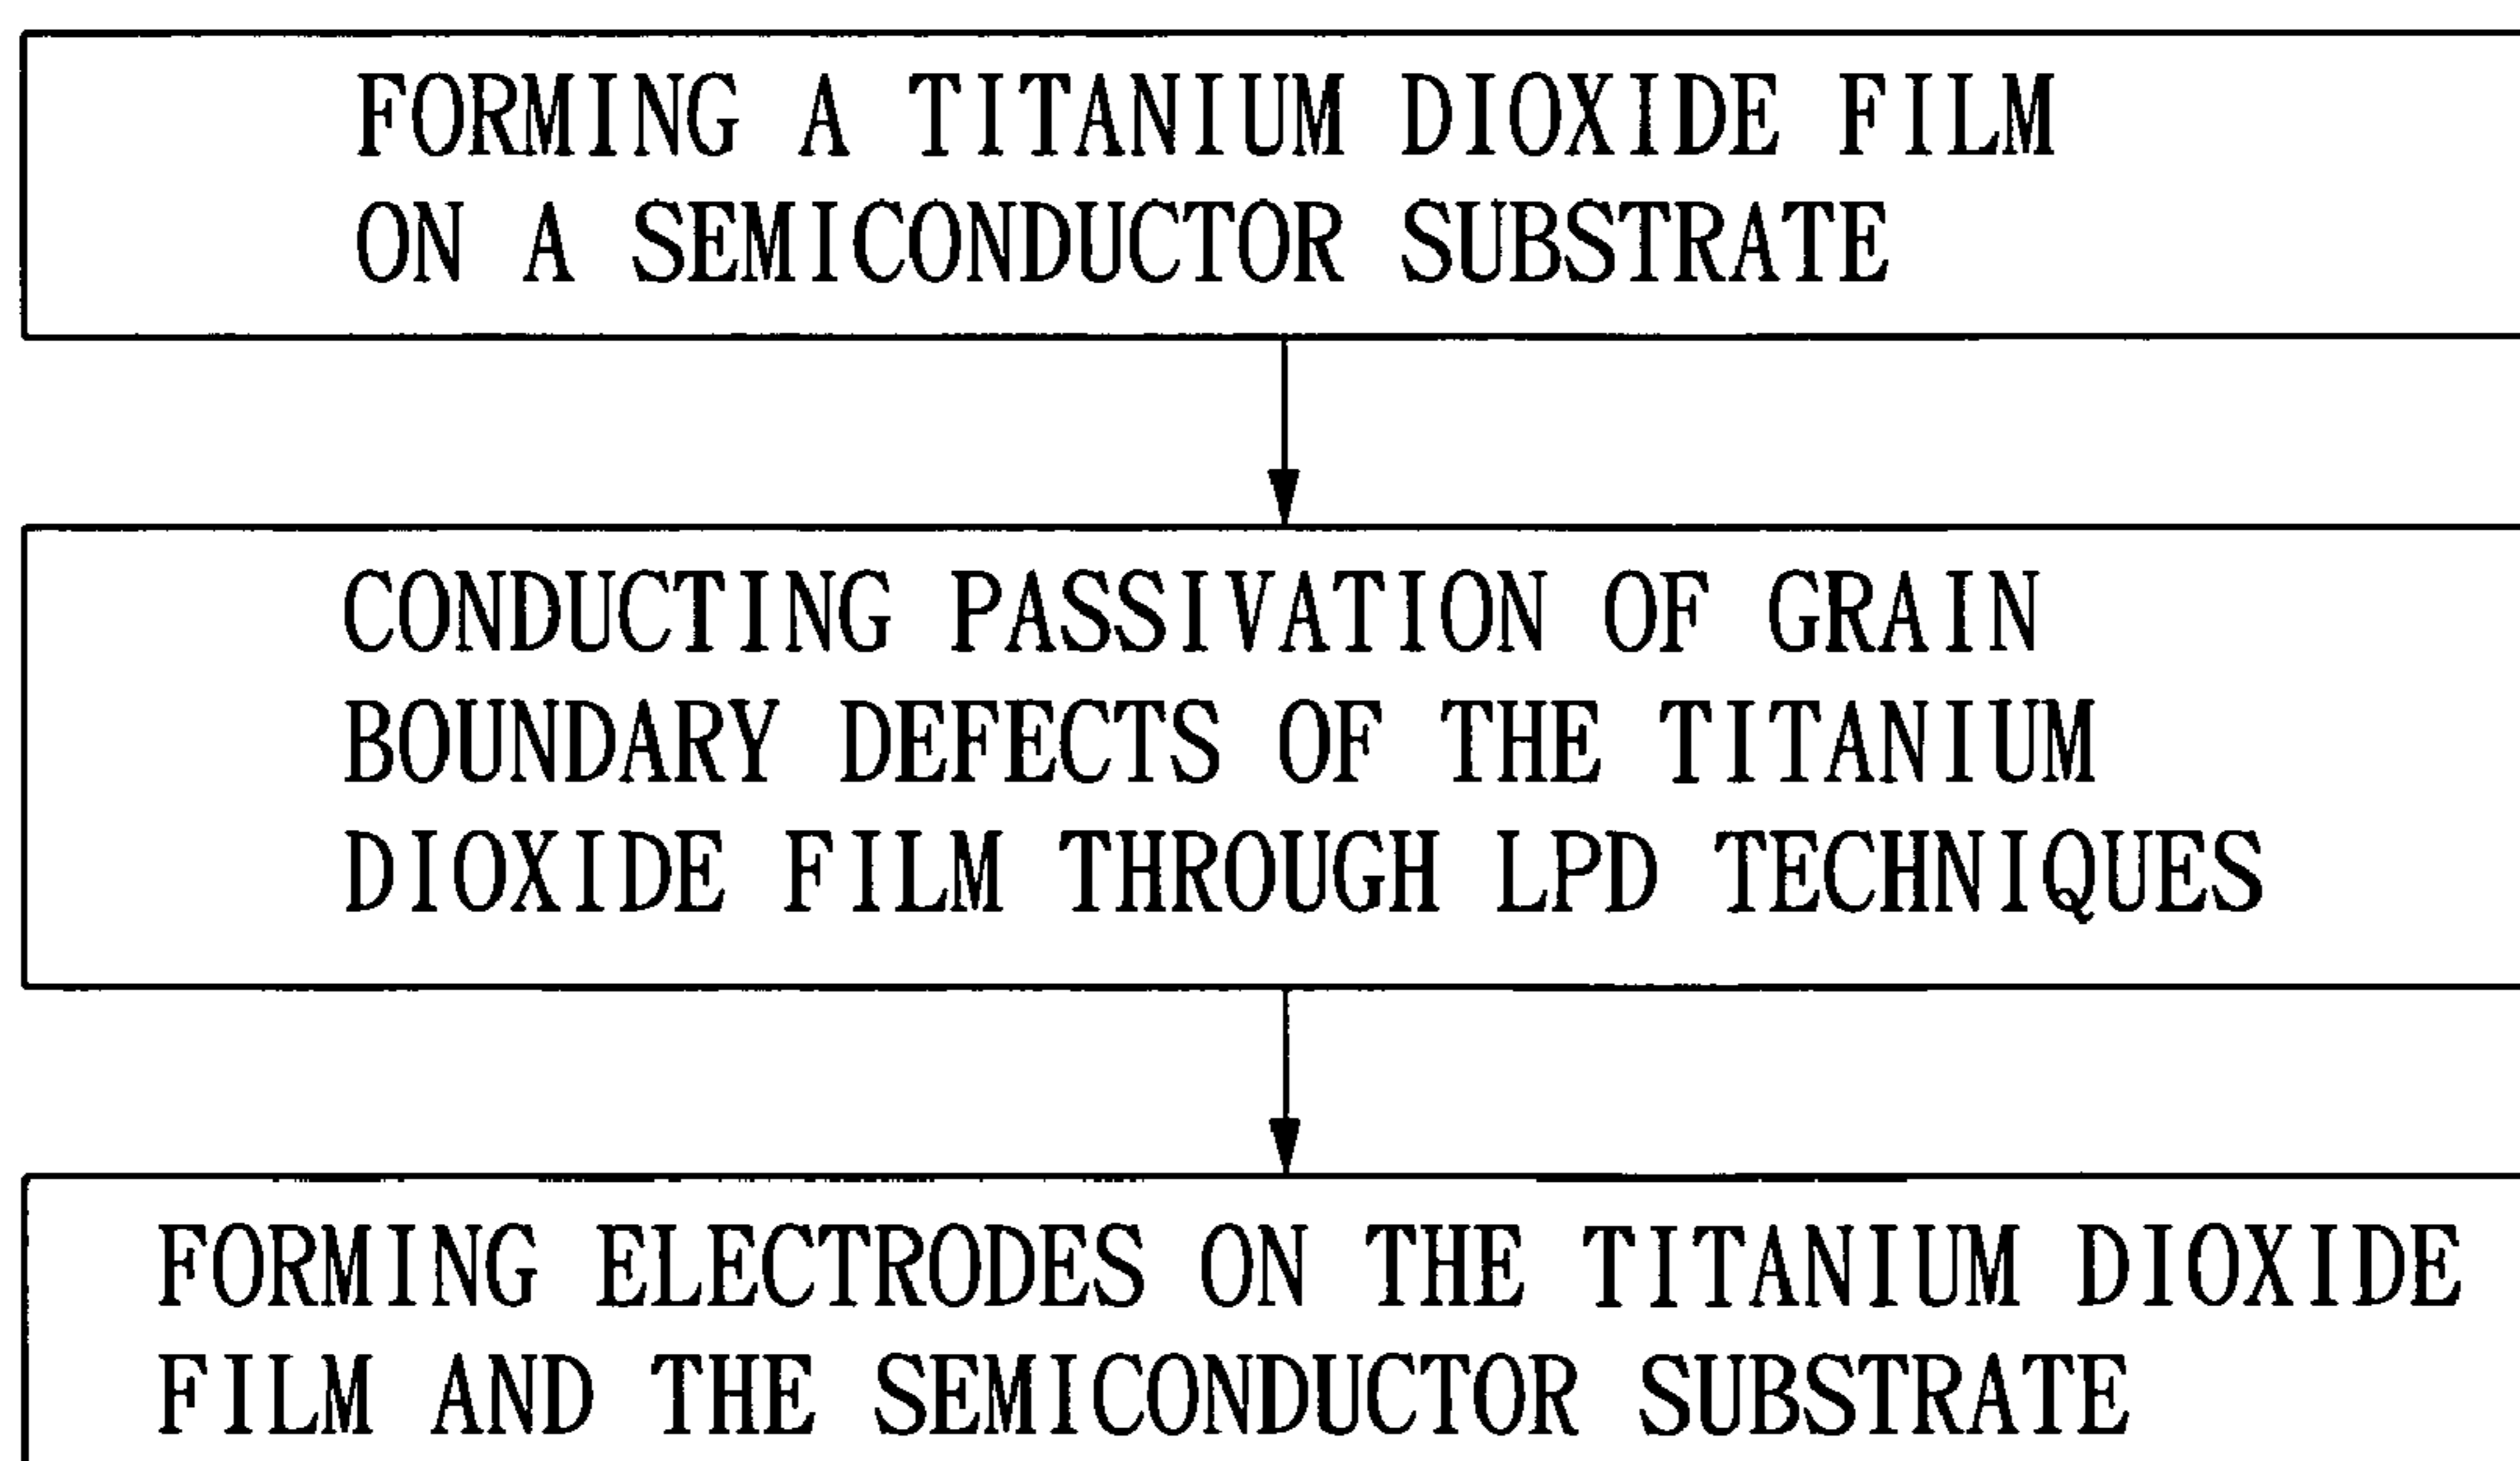 FORMING A TITANIUM DIOXIDE FILM
ON A SEMICONDUCTOR SUBSTRATE
CONDUCTING PASSIVATION OF GRAIN
BOUNDARY DEFECTS OF THE TITANIUM
DIOXIDE FILM THROUGH LPD TECHNIQUES
FORMING ELECTRODES ON THE TITANIUM DIOXIDE
FILM AND THE SEMICONDUCTOR SUBSTRATE